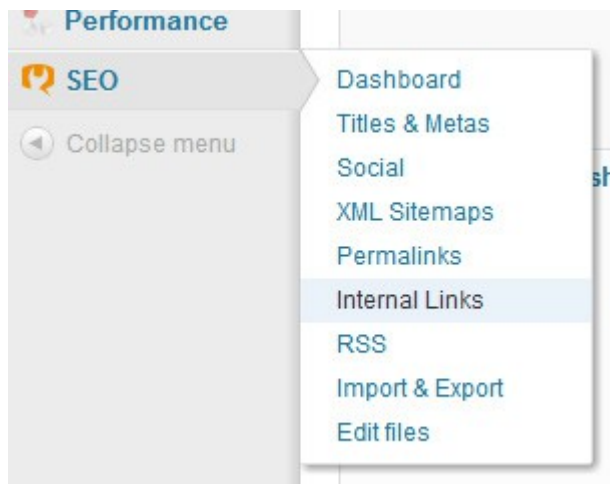 Performance
SEO
Collapse menu
Dashboard
Titles & Metas
Social
XML Sitemaps
Permalinks
Internal Links
RSS
Import & Export
Edit files